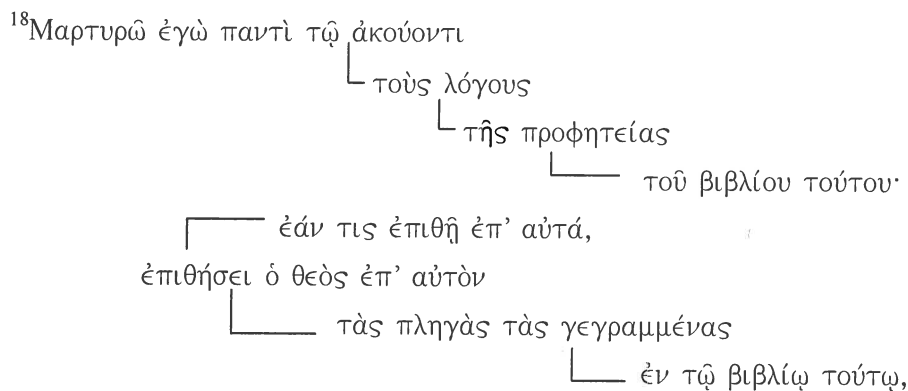 ¹⁸Μαρτυρῶ ἐγὼ παντὶ τῷ ἀκούοντι
τοὺς λόγους
τῆς προφητείας
τοῦ βιβλίου τούτου·
ἐάν τις ἐπιθῇ ἐπ’ αὐτά,
ἐπιθήσει ὁ θεὸς ἐπ’ αὐτὸν
τὰς πληγὰς τὰς γεγραμμένας
ἐν τῷ βιβλίῳ τούτῳ,